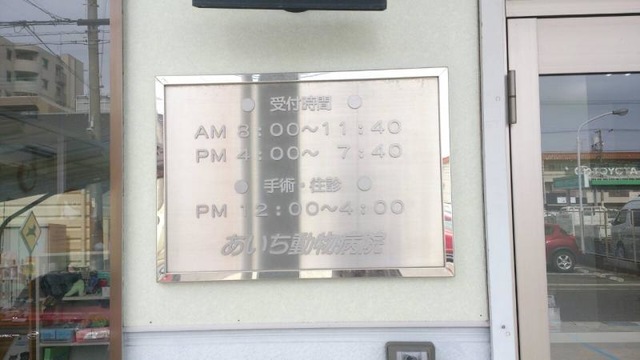 ● 受付時間 ●
AM 8:00〜11:40
PM 4:00〜 7:40
● 手術・往診 ●
PM 12:00〜4:00
あいち動物病院
TOYOTA